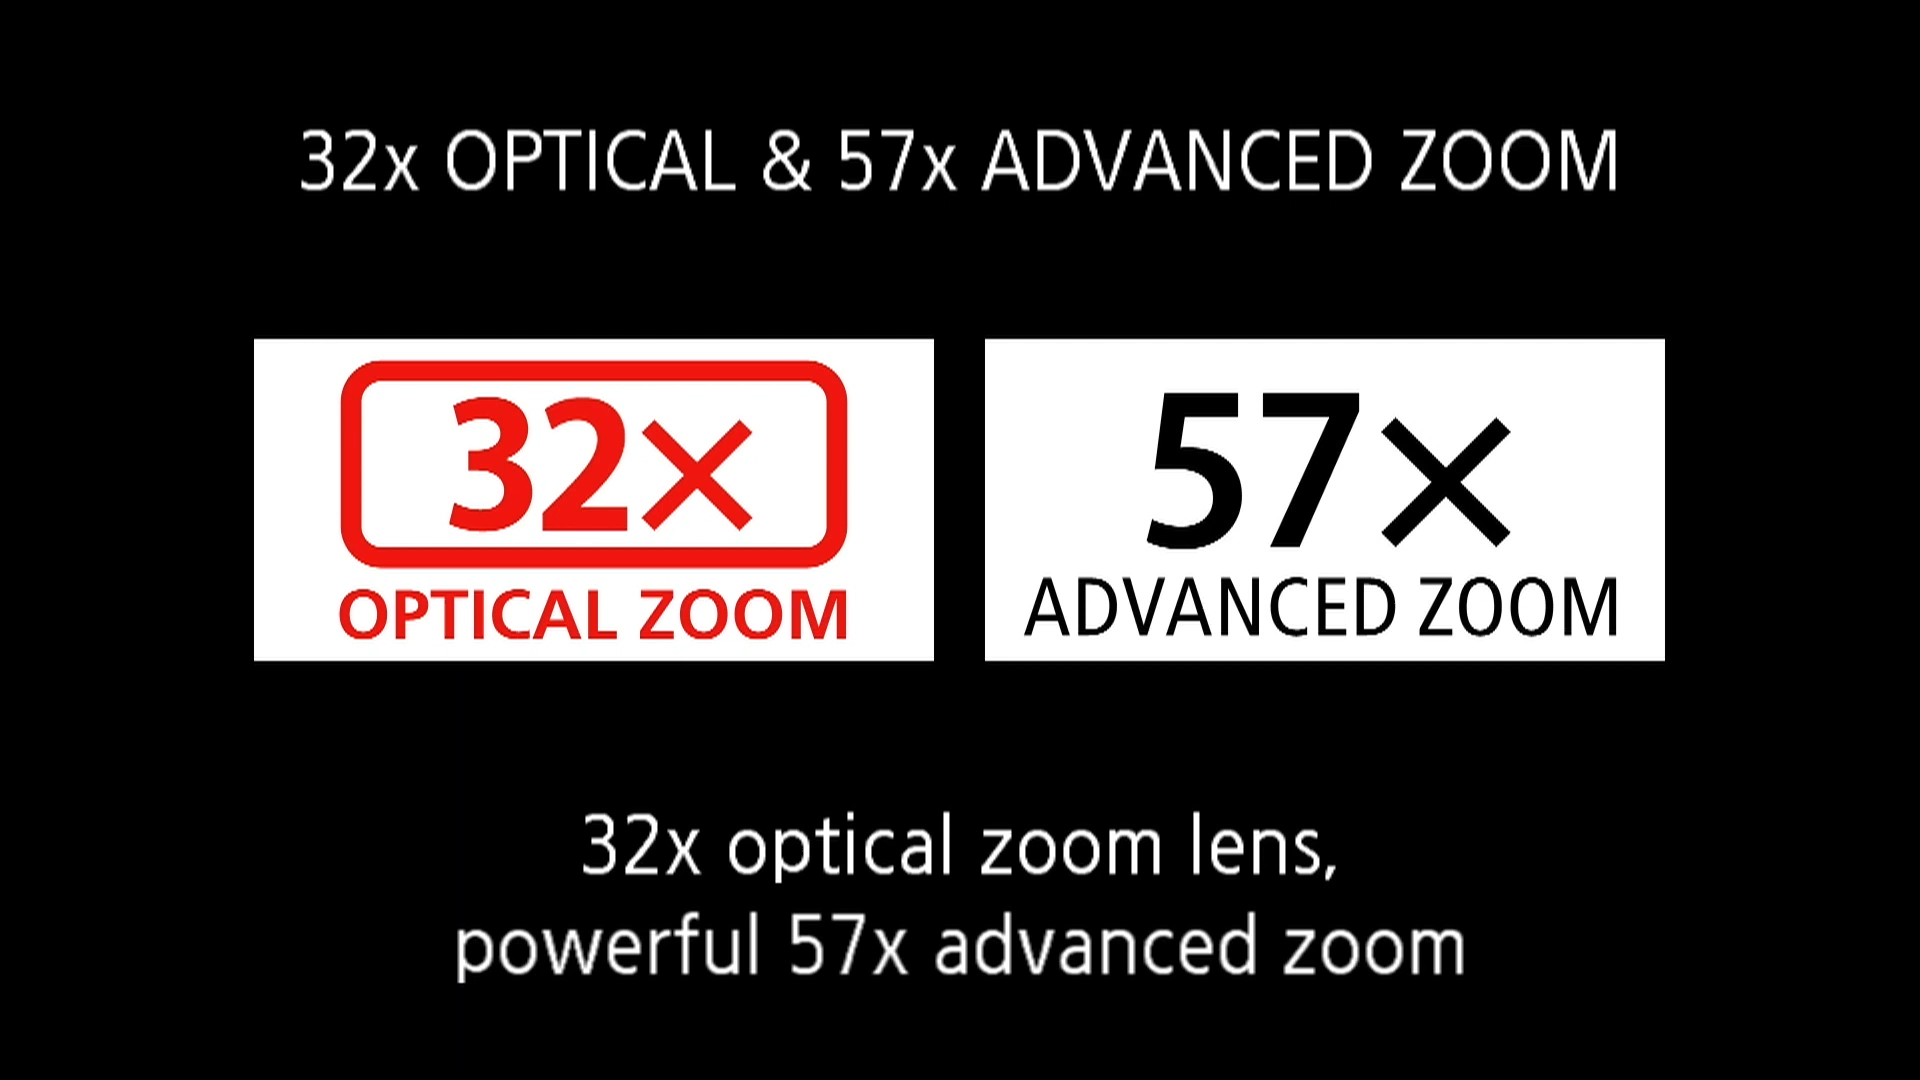 32x OPTICAL & 57x ADVANCED ZOOM
32×
OPTICAL ZOOM
57×
ADVANCED ZOOM
32x optical zoom lens,
powerful 57x advanced zoom